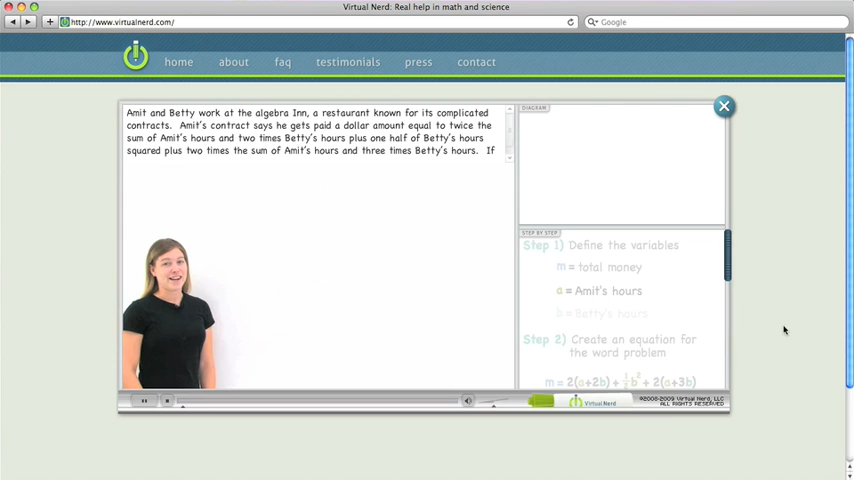 Virtual Nerd: Real help in math and science
http://www.virtualnerd.com/
Google
home about faq testimonials press contact
Amit and Betty work at the algebra Inn, a restaurant known for its complicated
contracts. Amit's contract says he gets paid a dollar amount equal to twice the
sum of Amit's hours and two times Betty's hours plus one half of Betty's hours
squared plus two times the sum of Amit's hours and three times Betty's hours. If
DIAGRAM
STEP BY STEP
Step 1) Define the variables
m = total money
a = Amit's hours
b = Betty's hours
Step 2) Create an equation for
the word problem
m = 2(a+2b) + ½b² + 2(a+3b)
Virtual Nerd
©2008-2009 Virtual Nerd, LLC
ALL RIGHTS RESERVED